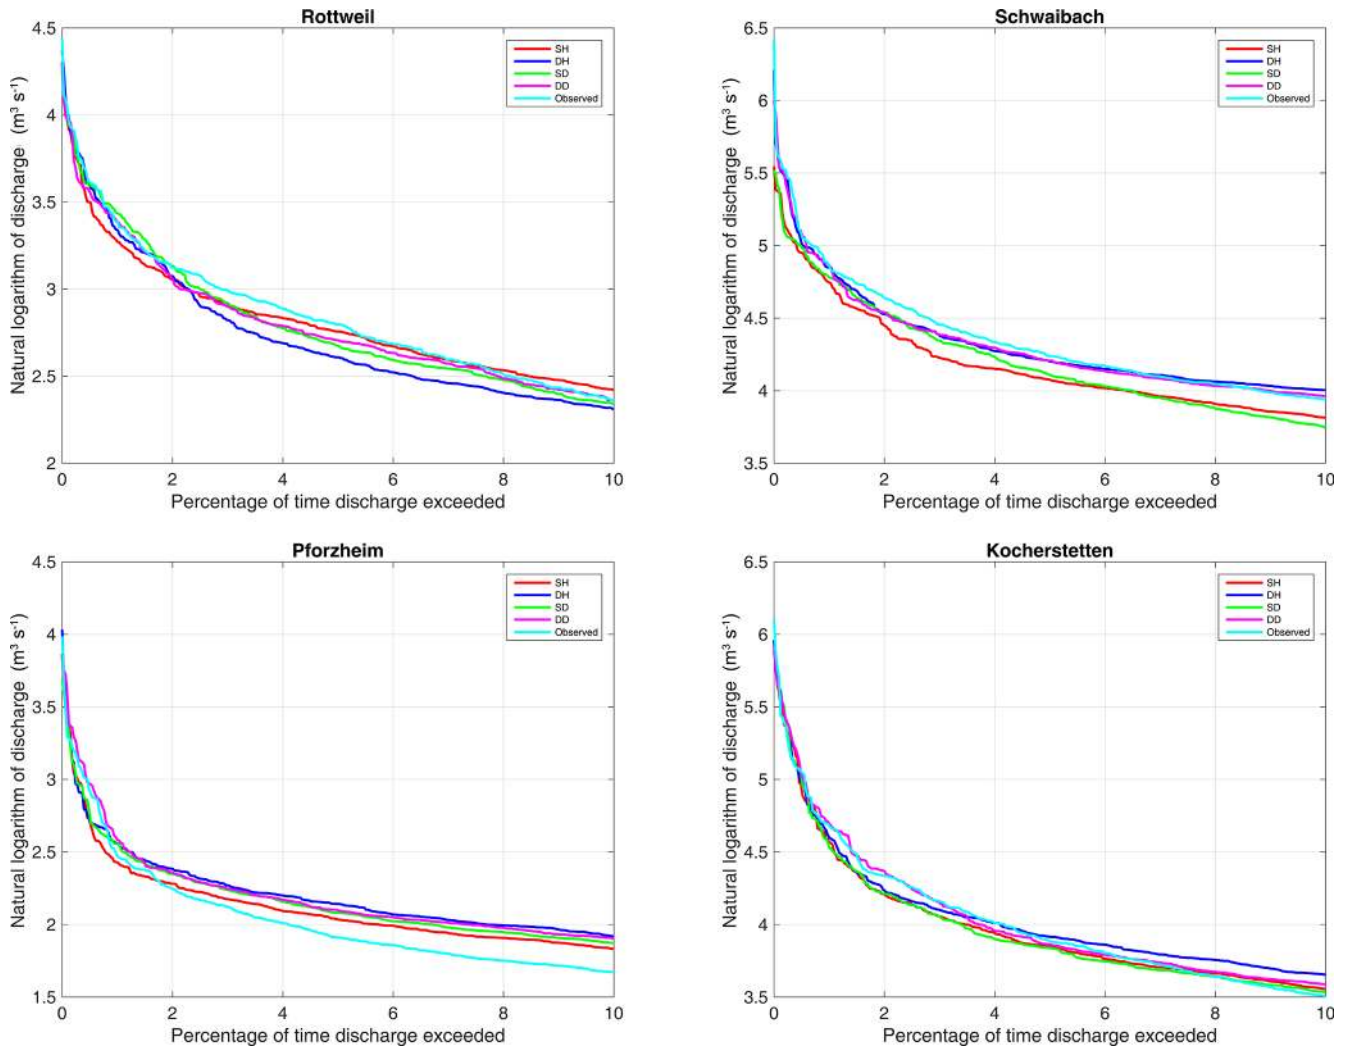 Rottweil
Natural logarithm of discharge (m³ s⁻¹)
4.5
4
3.5
3
2.5
2
0 2 4 6 8 10
Percentage of time discharge exceeded
SH
DH
SD
DD
Observed
Schwaibach
Natural logarithm of discharge (m³ s⁻¹)
6.5
6
5.5
5
4.5
4
3.5
0 2 4 6 8 10
Percentage of time discharge exceeded
SH
DH
SD
DD
Observed
Pforzheim
Natural logarithm of discharge (m³ s⁻¹)
4.5
4
3.5
3
2.5
2
1.5
0 2 4 6 8 10
Percentage of time discharge exceeded
SH
DH
SD
DD
Observed
Kocherstetten
Natural logarithm of discharge (m³ s⁻¹)
6.5
6
5.5
5
4.5
4
3.5
0 2 4 6 8 10
Percentage of time discharge exceeded
SH
DH
SD
DD
Observed